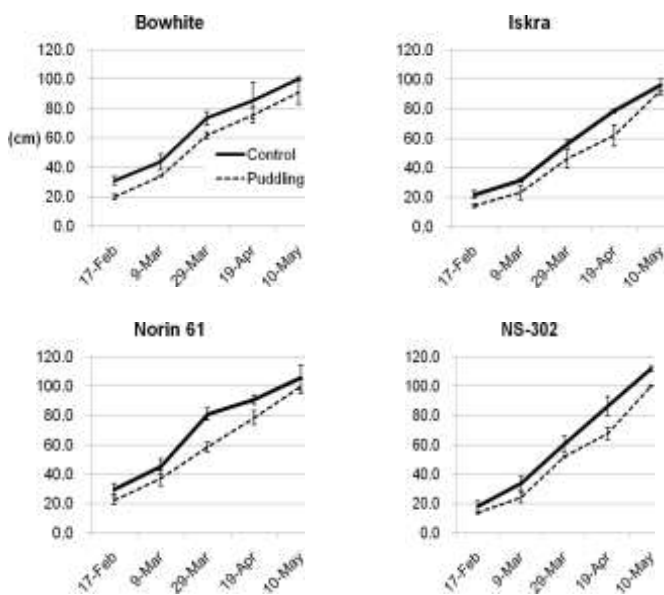 Bowhite
120.0
100.0
80.0
60.0
40.0
20.0
0.0
(cm)
Control
Pudding
17-Feb
9-Mar
29-Mar
19-Apr
10-May
Iskra
120.0
100.0
80.0
60.0
40.0
20.0
0.0
17-Feb
9-Mar
29-Mar
19-Apr
10-May
Norin 61
120.0
100.0
80.0
60.0
40.0
20.0
0.0
17-Feb
9-Mar
29-Mar
19-Apr
10-May
NS-302
120.0
100.0
80.0
60.0
40.0
20.0
0.0
17-Feb
9-Mar
29-Mar
19-Apr
10-May